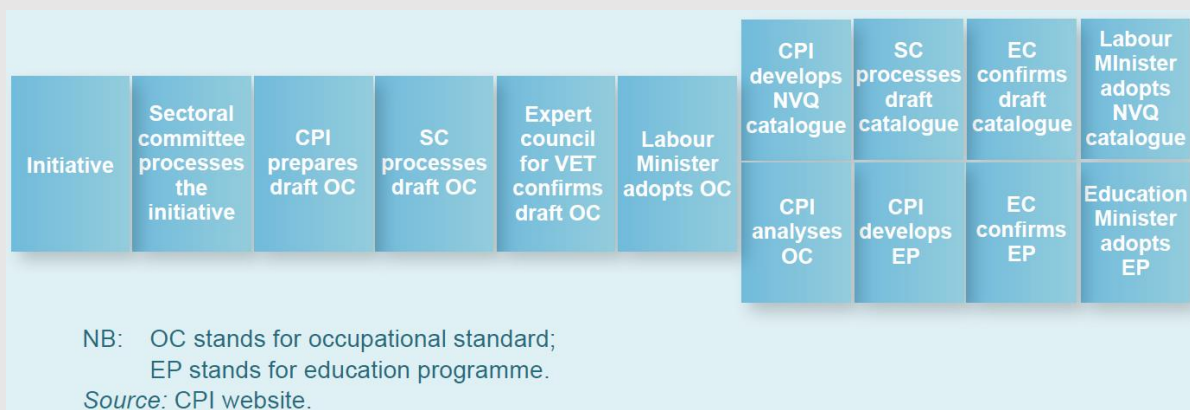 Initiative
Sectoral
committee
processes
the
initiative
CPI
prepares
draft OC
SC
processes
draft OC
Expert
council
for VET
confirms
draft OC
Labour
Minister
adopts OC
CPI
develops
NVQ
catalogue
SC
processes
draft
catalogue
EC
confirms
draft
catalogue
Labour
MInister
adopts
NVQ
catalogue
CPI
analyses
OC
CPI
develops
EP
EC
confirms
EP
Education
Minister
adopts
EP
NB: OC stands for occupational standard;
EP stands for education programme.
Source: CPI website.